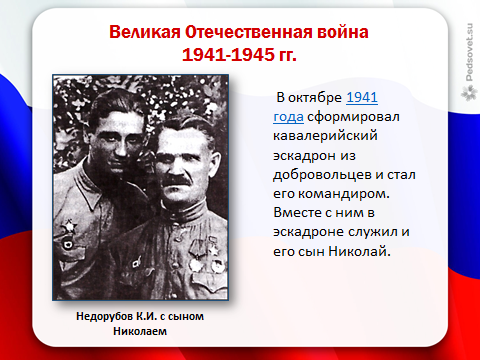 Великая Отечественная война
1941-1945 гг.
В октябре 1941
года сформировал
кавалерийский
эскадрон из
добровольцев и стал
его командиром.
Вместе с ним в
эскадроне служил и
его сын Николай.
Недорубов К.И. с сыном
Николаем
Pedsovet.su